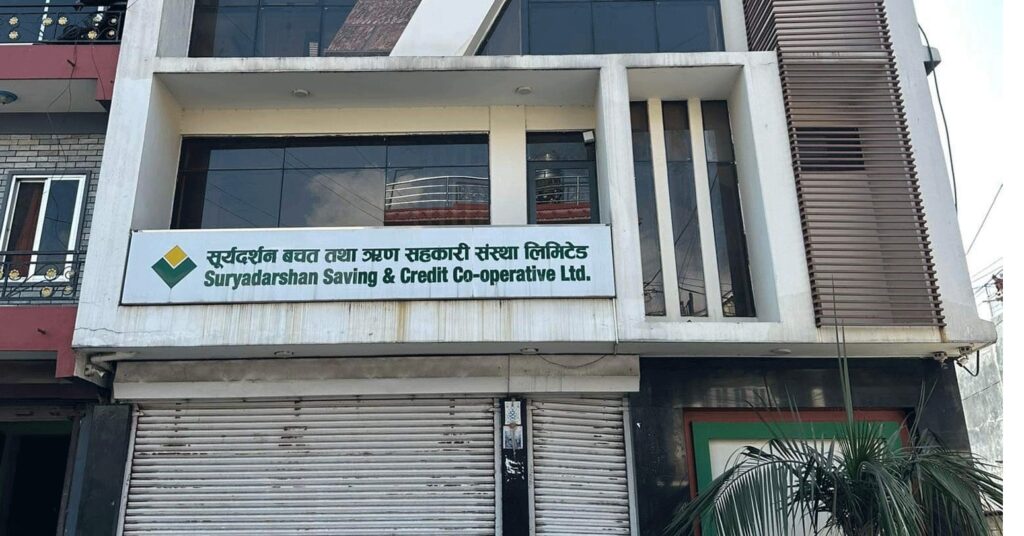 सूर्यदर्शन बचत तथा ऋण सहकारी संस्था लिमिटेड
Suryadarshan Saving & Credit Co-operative Ltd.